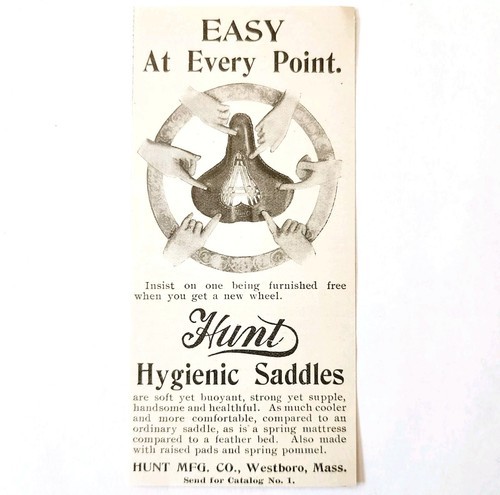 EASY
At Every Point.
Insist on one being furnished free
when you get a new wheel.
Hunt
Hygienic Saddles
are soft yet buoyant, strong yet supple,
handsome and healthful. As much cooler
and more comfortable, compared to an
ordinary saddle, as is a spring mattress
compared to a feather bed. Also made
with raised pads and spring pommel.
HUNT MFG. CO., Westboro, Mass.
Send for Catalog No. 1.